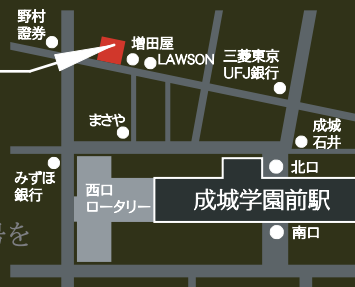 野村
證券
増田屋
LAWSON
三菱東京
UFJ銀行
まさや
成城
石井
みずほ
銀行
西口
ロータリー
北口
成城学園前駅
南口
を